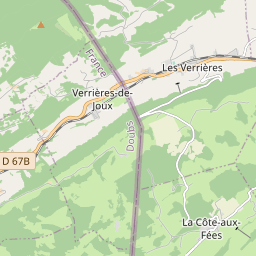 Les Verrières
France
Verrières-de-
Joux
Doubs
D 67B
La Côte-aux-
Fées